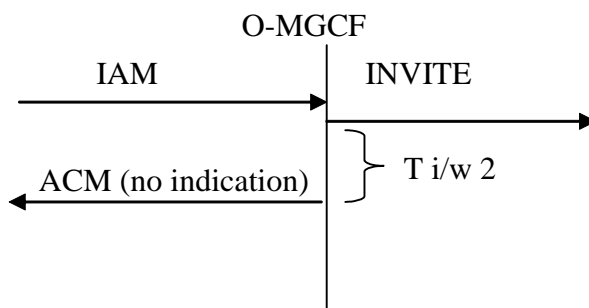 O-MGCF
IAM
INVITE
ACM (no indication)
T i/w 2